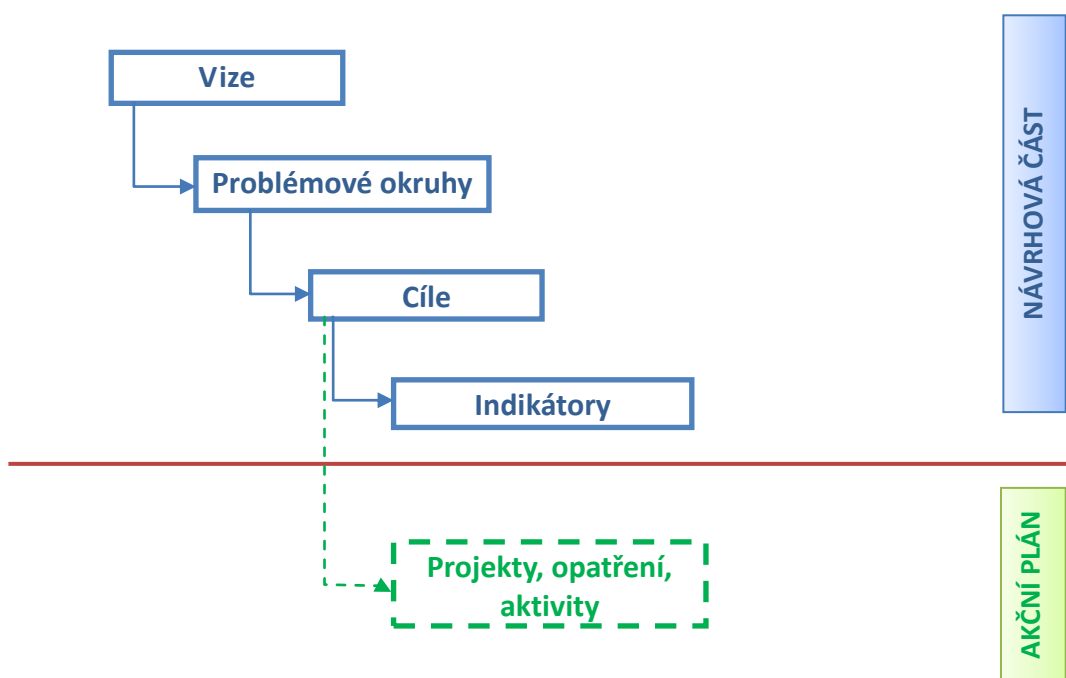 Vize
Problémové okruhy
Cíle
Indikátory
NÁVRHOVÁ ČÁST
Projekty, opatření,
aktivity
AKČNÍ PLÁN